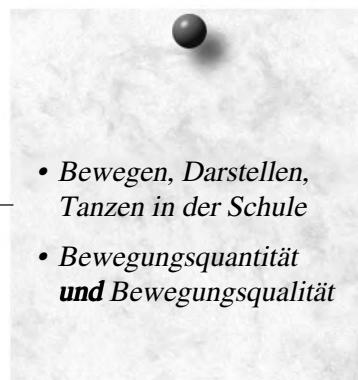 • Bewegen, Darstellen,
Tanzen in der Schule
• Bewegungsquantität
und Bewegungsqualität